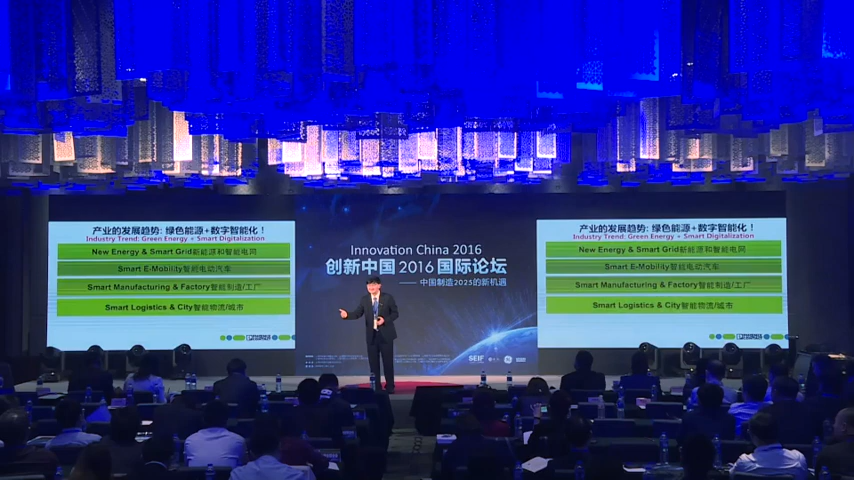 产业的发展趋势: 绿色能源+数字智能化！
Industry Trend: Green Energy + Smart Digitalization
New Energy & Smart Grid新能源和智能电网
Smart E-Mobility智能电动汽车
Smart Manufacturing & Factory智能制造/工厂
Smart Logistics & City智能物流/城市
Innovation China 2016
创新中国 2016 国际论坛
—— 中国制造2025的新机遇
SEIF
产业的发展趋势: 绿色能源+数字智能化！
Industry Trend: Green Energy + Smart Digitalization
New Energy & Smart Grid新能源和智能电网
Smart E-Mobility智能电动汽车
Smart Manufacturing & Factory智能制造/工厂
Smart Logistics & City智能物流/城市